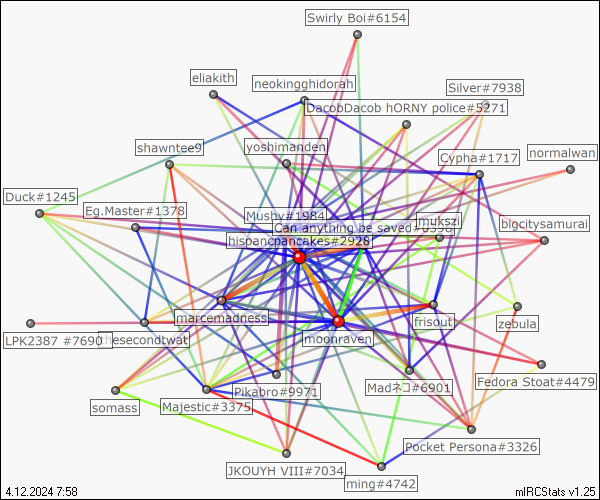 Swirly Boi#6154
eliakith
neokingghidorah
Silver#7938
DacobDacob hORNY police#5271
shawntee9
yoshimanden
Cypha#1717
normalwan
Duck#1245
Eg.Master#1378
Mushy#1984
mukszi
Can anything be saved#0398
bigcitysamurai
hispancpancakes#2926
marcemadness
frisout
zebula
LPK2387 #7690
thesecondtwat
moonraven
Pikabro#9971
Madネコ#6901
Fedora Stoat#4479
somass
Majestic#3375
Pocket Persona#3326
JKOUYH VIII#7034
ming#4742
4.12.2024 7:58
mIRCStats v1.25